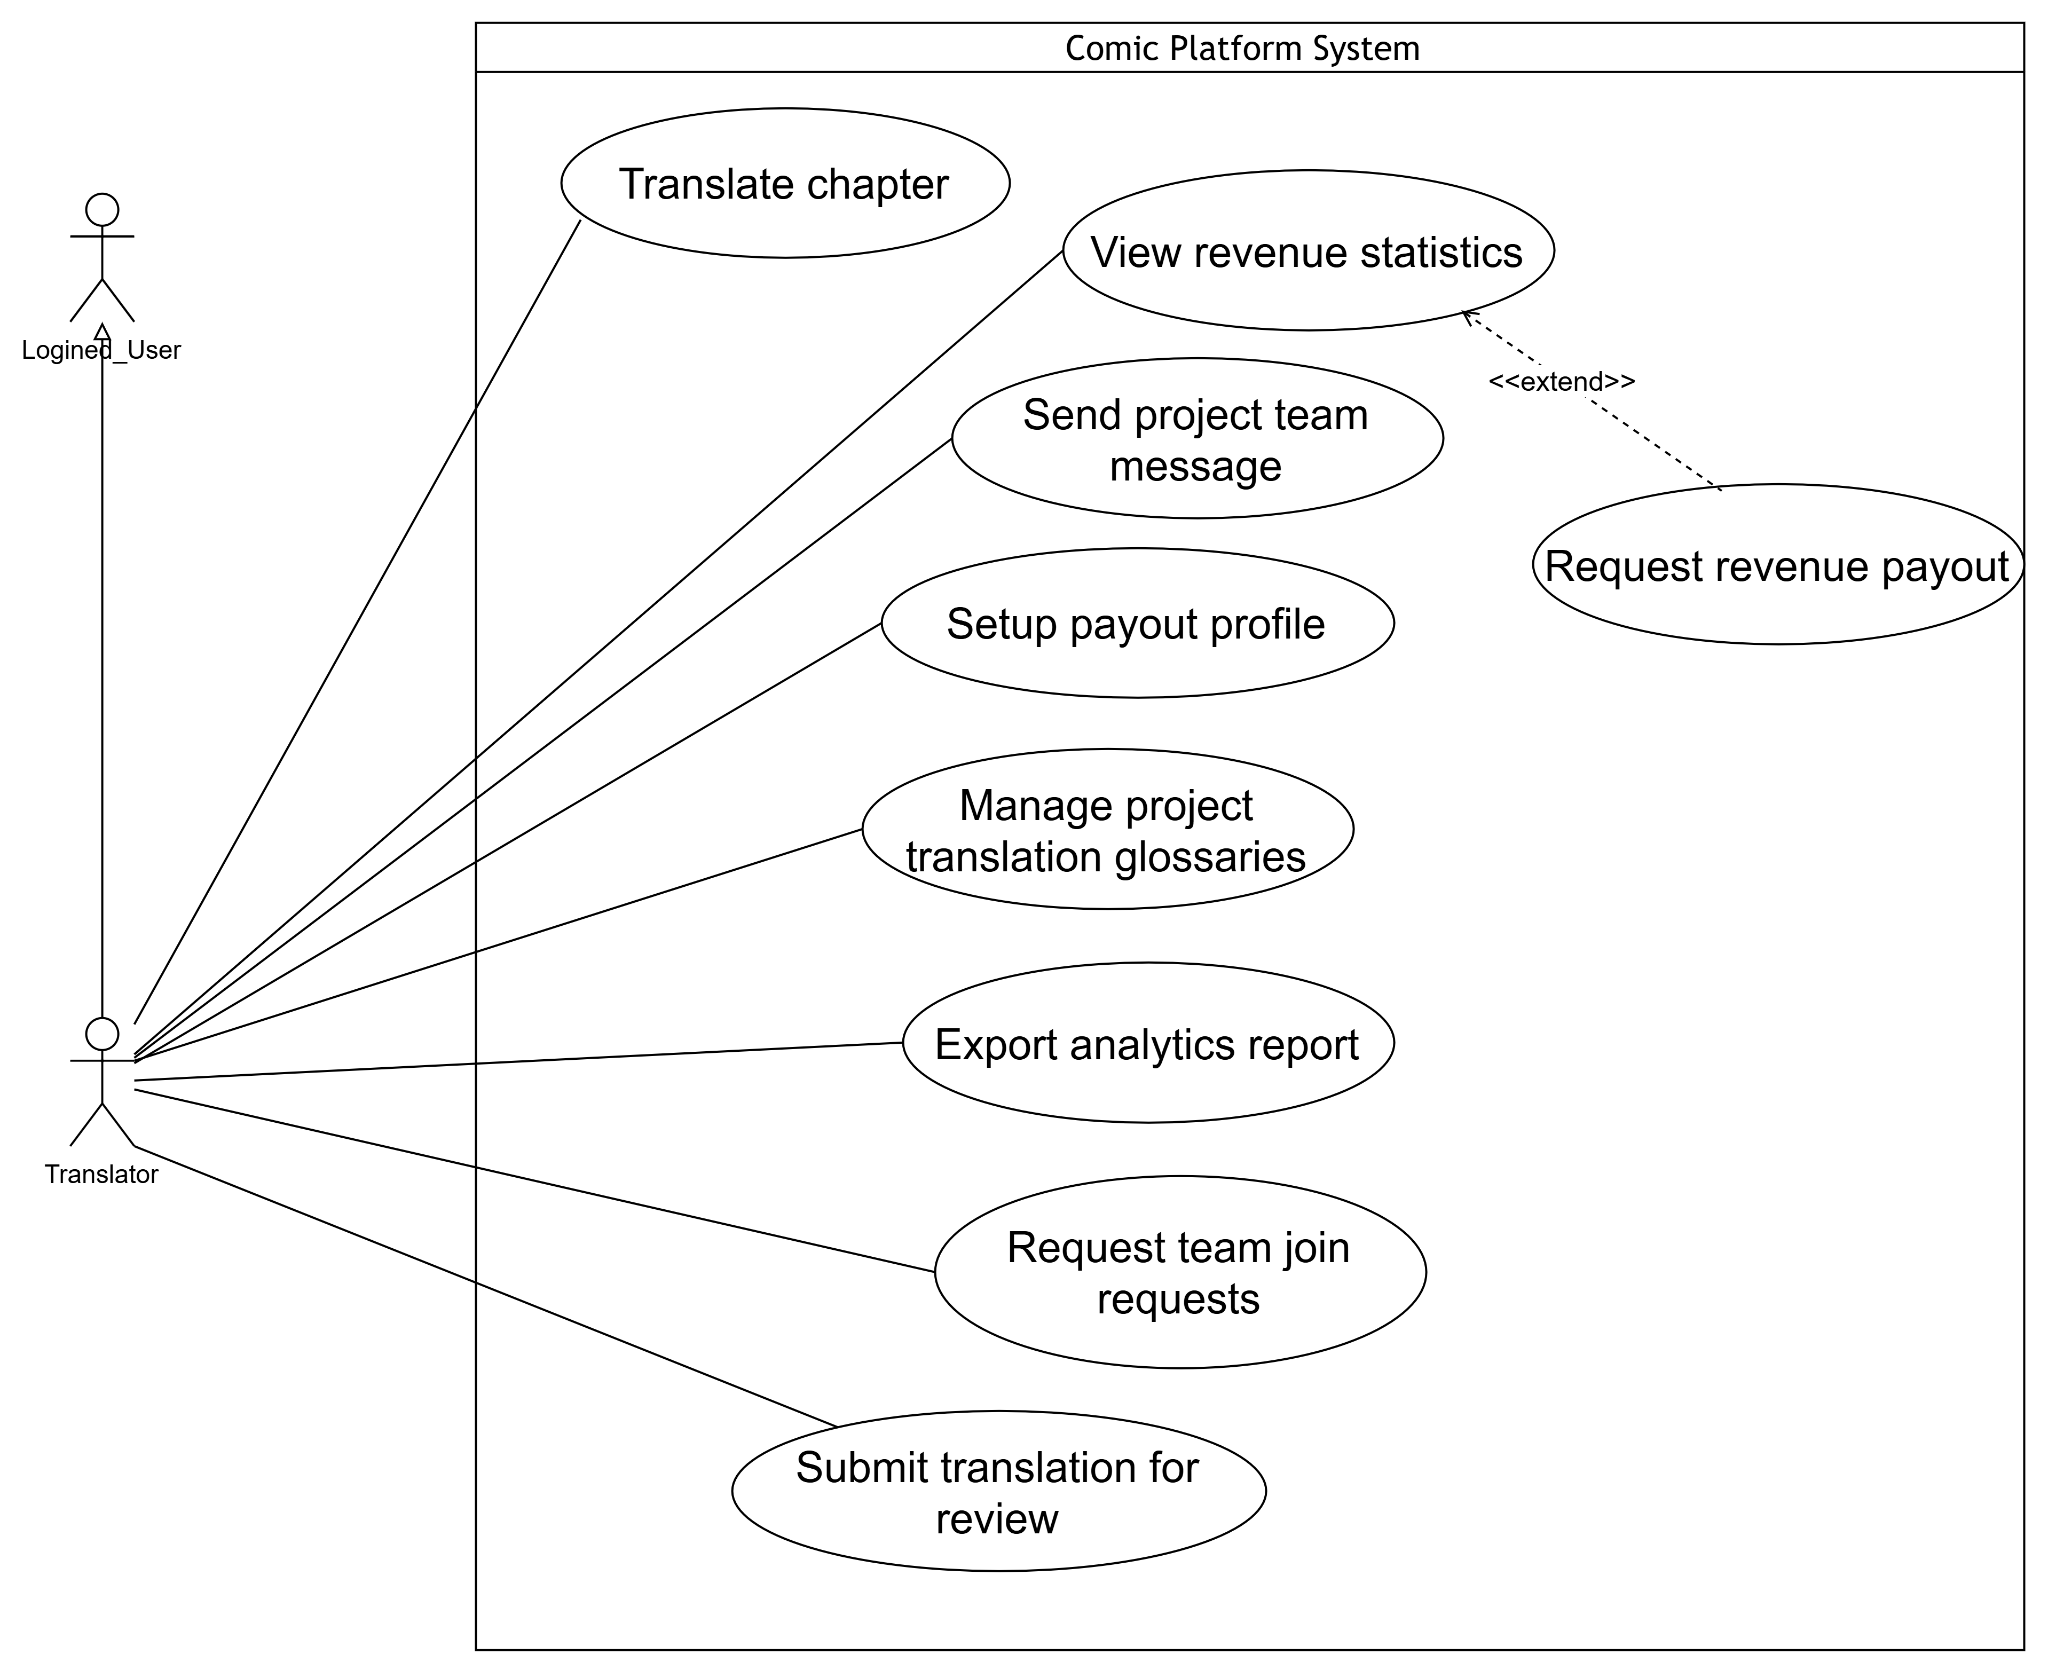 Comic Platform System
Translate chapter
View revenue statistics
Logined_User
<<extend>>
Send project team
message
Request revenue payout
Setup payout profile
Manage project
translation glossaries
Export analytics report
Translator
Request team join
requests
Submit translation for
review